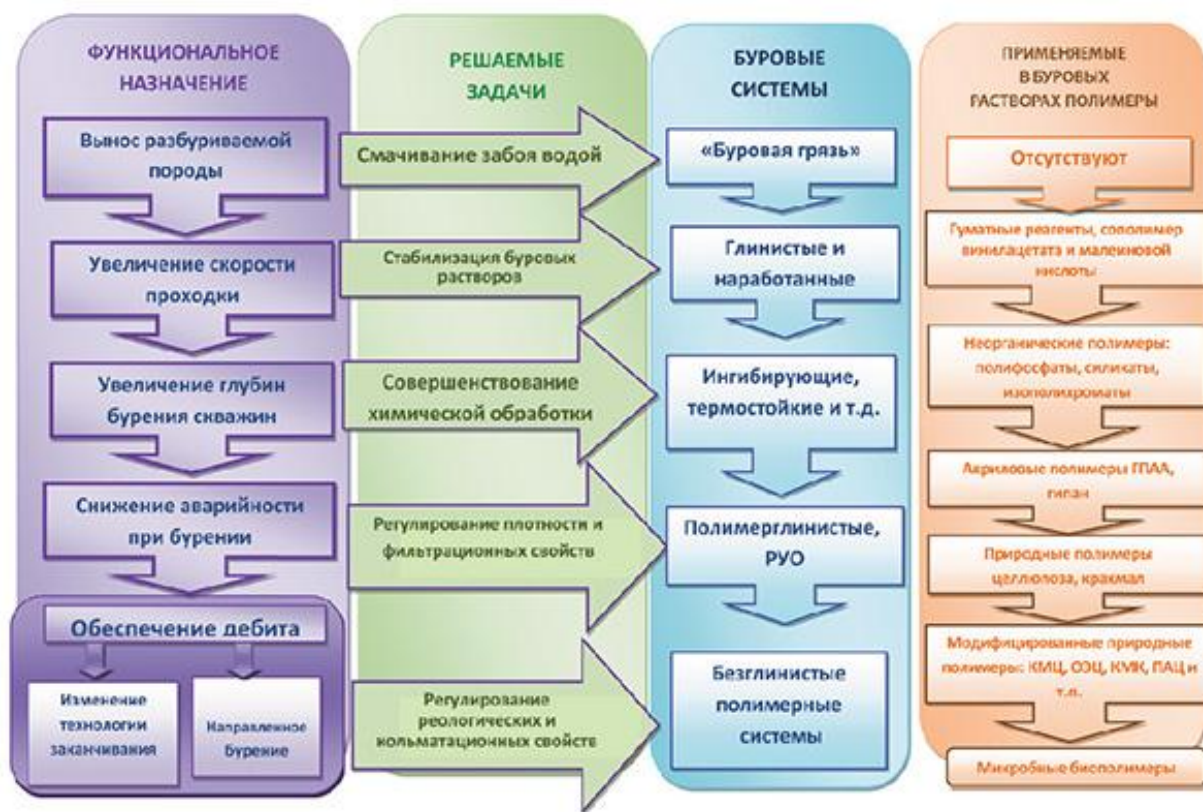 ФУНКЦИОНАЛЬНОЕ
НАЗНАЧЕНИЕ
Вынос разбуриваемой
породы
Увеличение скорости
проходки
Увеличение глубин
бурения скважин
Снижение аварийности
при бурении
Обеспечение дебита
Изменение
технологии
заканчивания
Направленное
Бурение
РЕШАЕМЫЕ
ЗАДАЧИ
Смачивание забоя водой
Стабилизация буровых
растворов
Совершенствование
химической обработки
Регулирование плотности и
фильтрационных свойств
Регулирование
реологических и
кольматационных свойств
БУРОВЫЕ
СИСТЕМЫ
«Буровая грязь»
Глинистые и
наработанные
Ингибирующие,
термостойкие и т.д.
Полимерглинистые,
РУО
Безглинистые
полимерные
системы
ПРИМЕНЯЕМЫЕ
В БУРОВЫХ
РАСТВОРАХ ПОЛИМЕРЫ
Отсутствуют
Гуматные реагенты, сополимер
винилацетата и малеиновой
кислоты
Неорганические полимеры:
полифосфаты, силикаты,
изополихроматы
Акриловые полимеры ГПАА,
гипан
Природные полимеры
целлюлоза, крахмал
Модифицированные природные
полимеры: КМЦ, ОЭЦ, КМК, ПАЦ и
т.п.
Микробные биополимеры